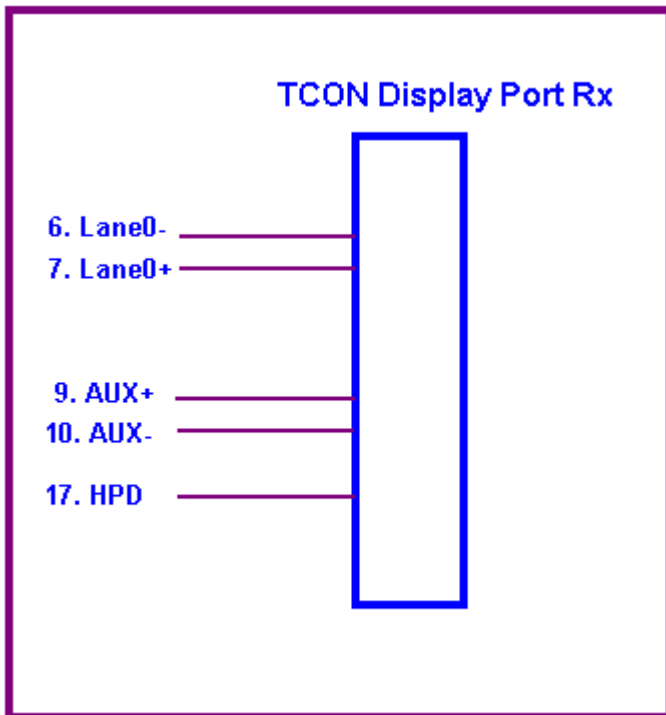 TCON Display Port Rx
6. Lane0-
7. Lane0+
9. AUX+
10. AUX-
17. HPD